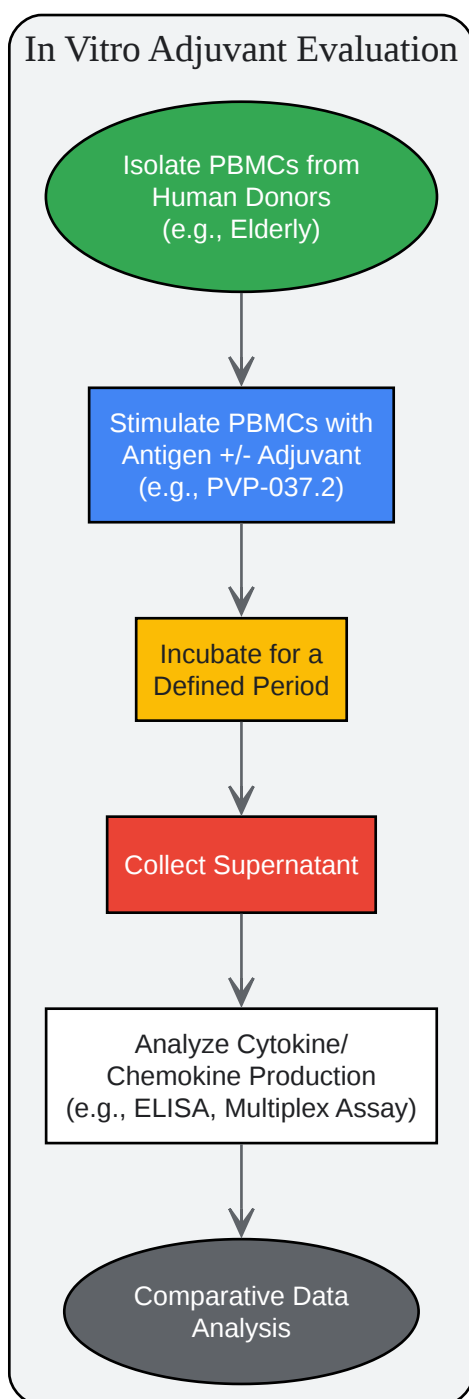 In Vitro Adjuvant Evaluation
Isolate PBMCs from
Human Donors
(e.g., Elderly)
Stimulate PBMCs with
Antigen +/- Adjuvant
(e.g., PVP-037.2)
Incubate for a
Defined Period
Collect Supernatant
Analyze Cytokine/
Chemokine Production
(e.g., ELISA, Multiplex Assay)
Comparative Data
Analysis